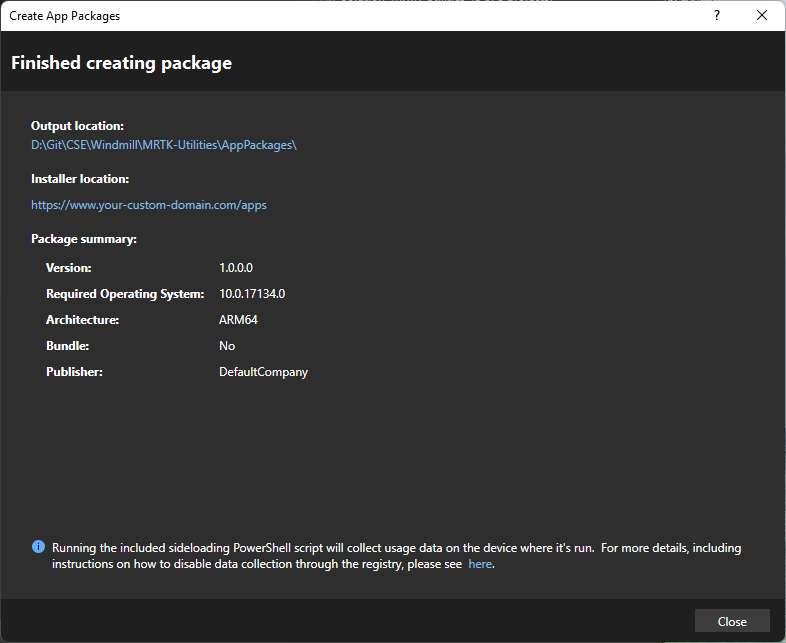 Create App Packages
?
Finished creating package
Output location:
D:\Git\CSE\Windmill\MRTK-Utilities\AppPackages\
Installer location:
https://www.your-custom-domain.com/apps
Package summary:
Version: 1.0.0.0
Required Operating System: 10.0.17134.0
Architecture: ARM64
Bundle: No
Publisher: DefaultCompany
Running the included sideloading PowerShell script will collect usage data on the device where it's run. For more details, including
instructions on how to disable data collection through the registry, please see here.
Close